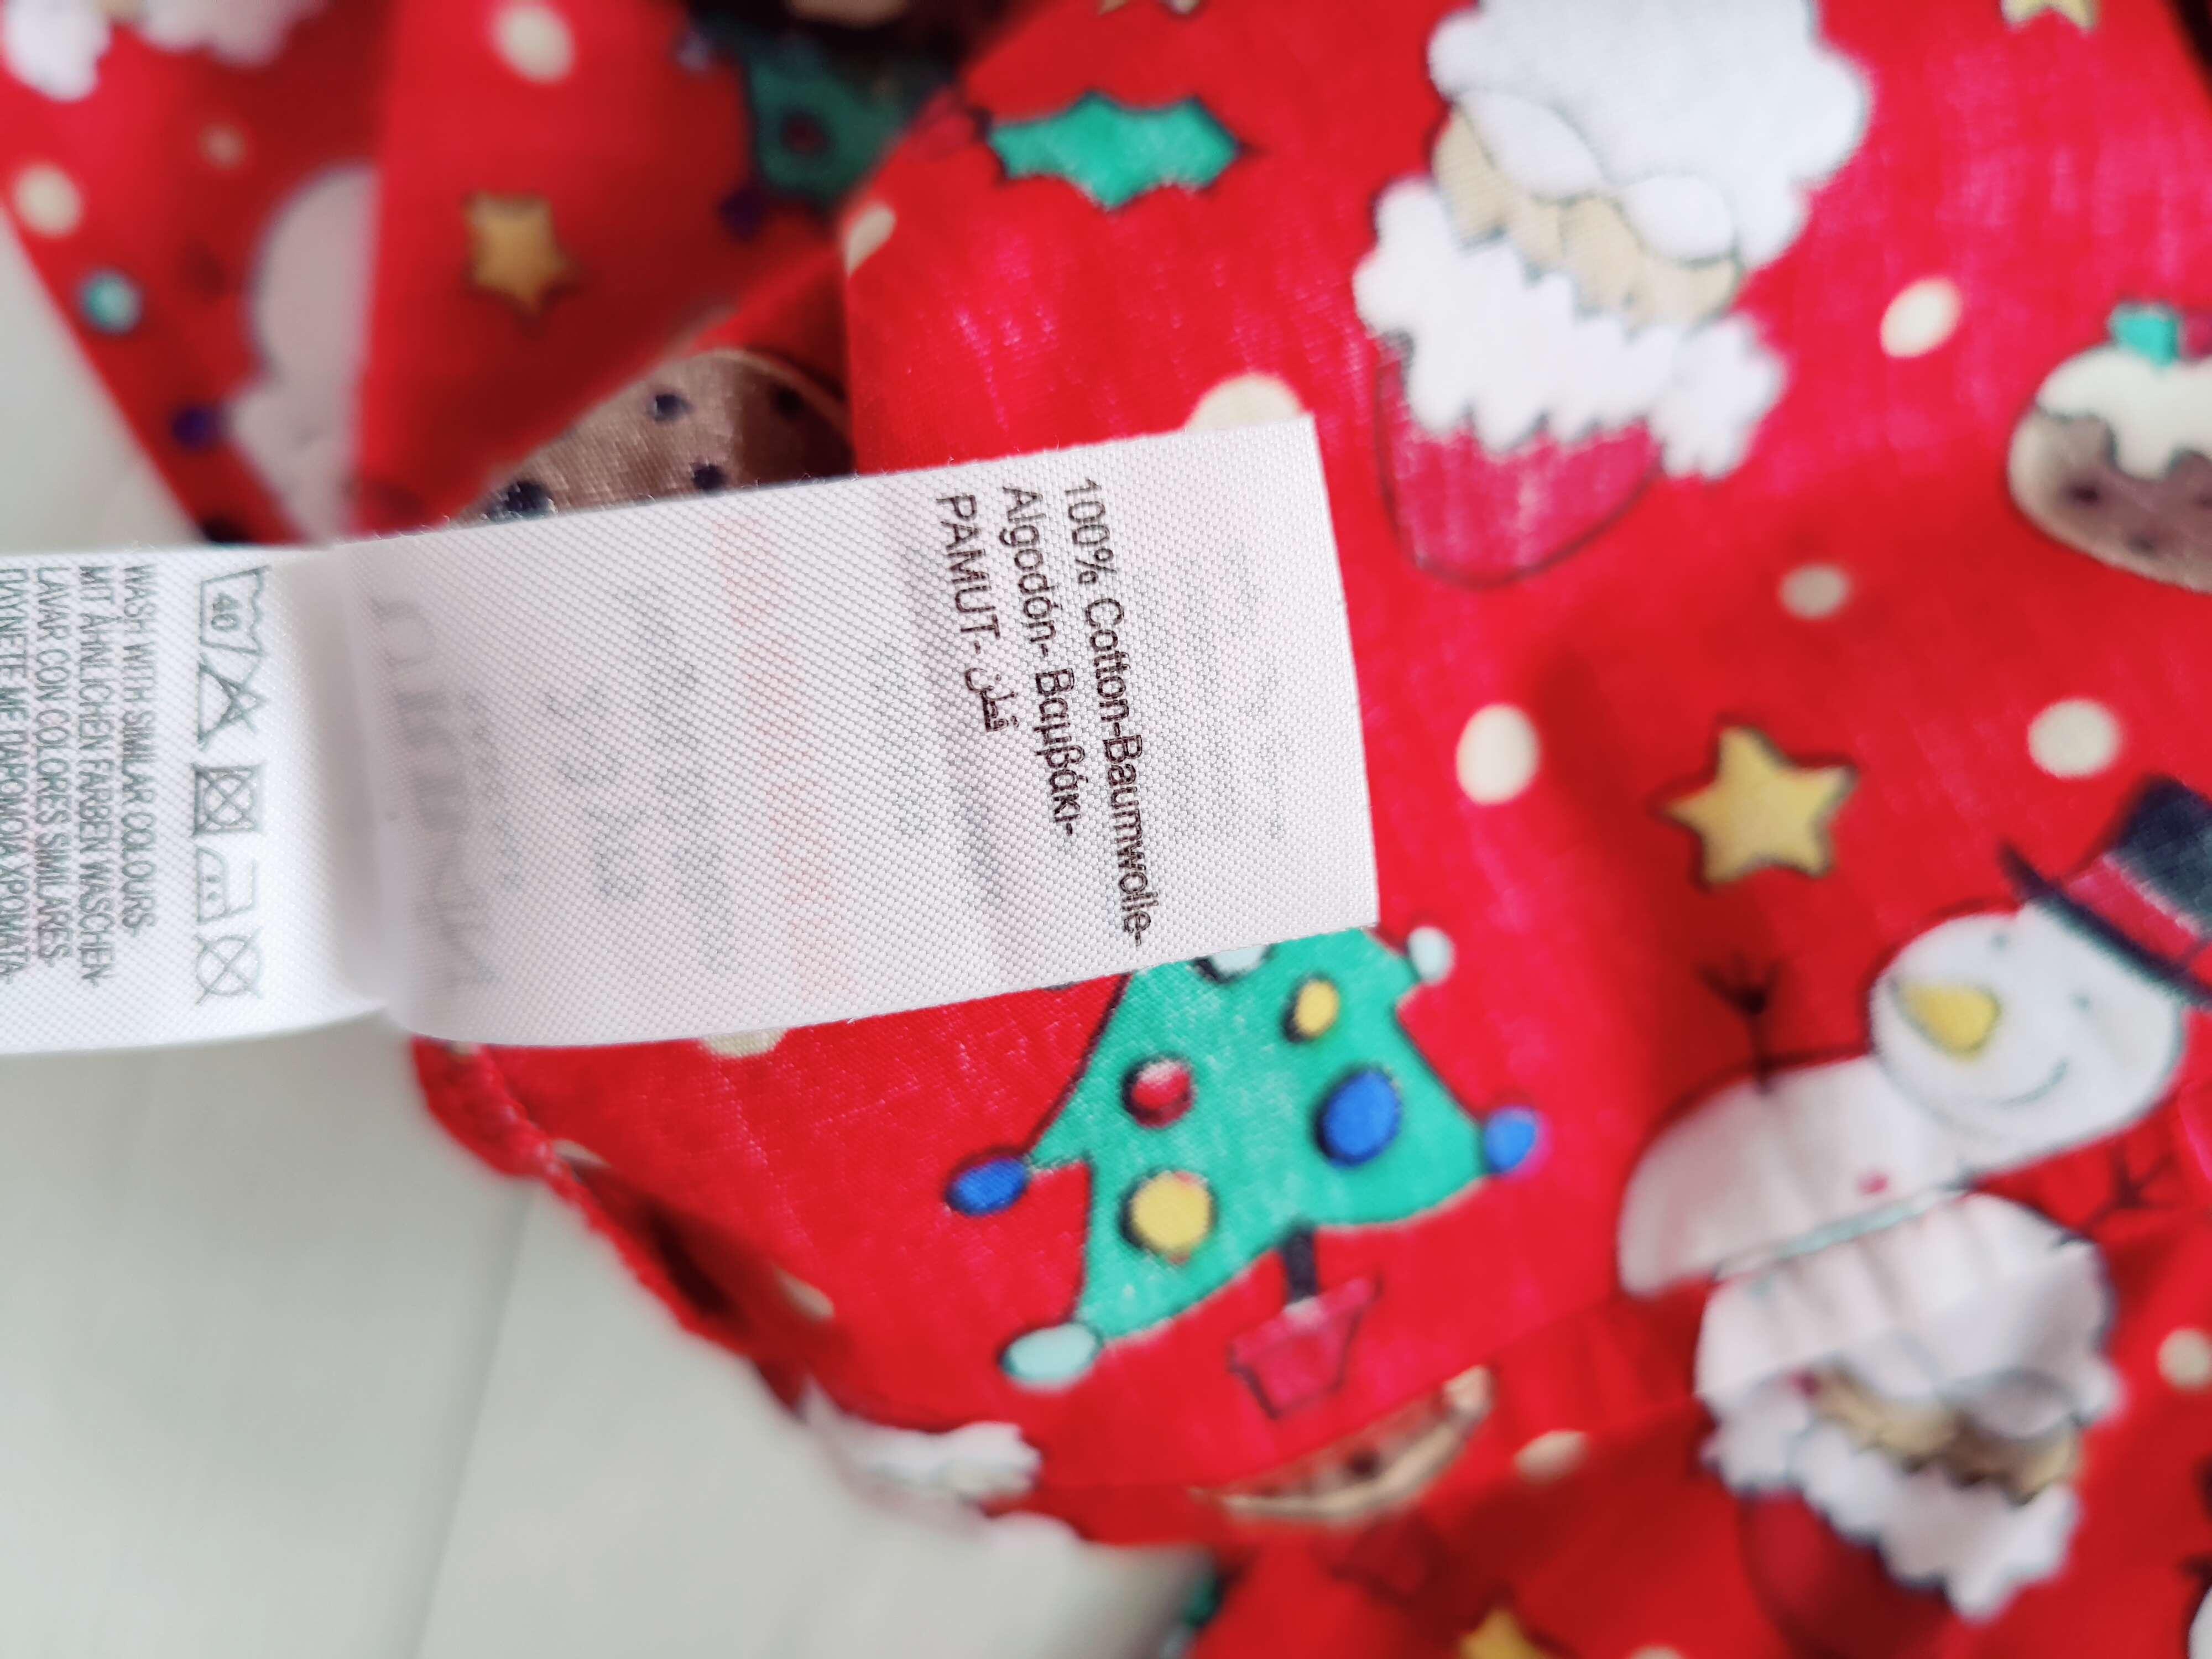 100% Cotton-Baumwolle-
Algodón- Βαμβάκι-
PAMUT- قطن
40
WASH WITH SIMILAR COLOURS-
MIT ÄHNLICHEN FARBEN WASCHEN-
LAVAR CON COLORES SIMILARES-
ΠΛΥΝΕΤΕ ΜΕ ΠΑΡΟΜΟΙΑ ΧΡΩΜΑΤΑ-